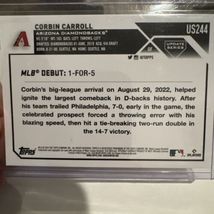 CORBIN CARROLL
ARIZONA DIAMONDBACKS®
US244
UPDATE SERIES
MLB® DEBUT: 1-FOR-5
Corbin's big-league arrival on August 29, 2022, helped
ignite the largest comeback in D-backs history. After
his team trailed Philadelphia, 7-0, early in the game, the
celebrated prospect forced a throwing error with his
blazing speed, then hit a tie-breaking two-run double in
the 14-7 victory.
topps